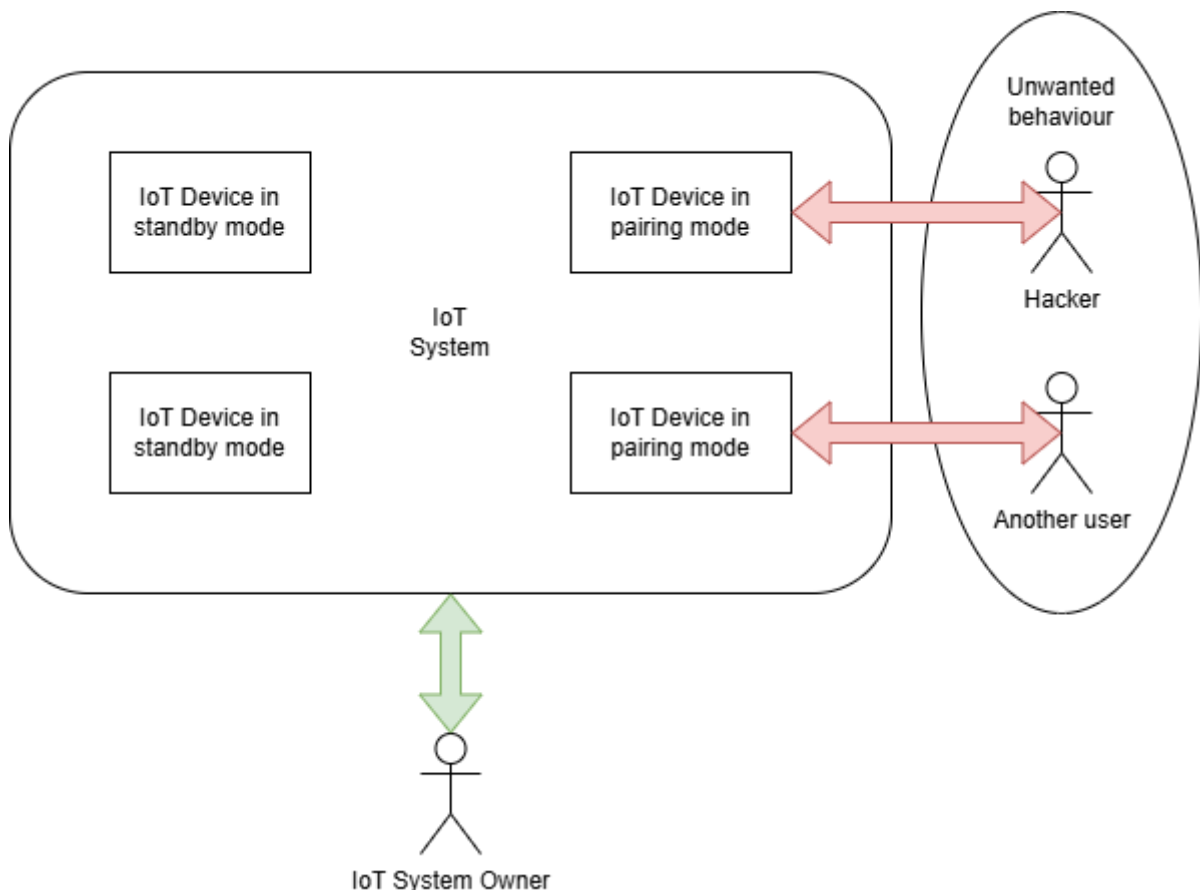 Unwanted
behaviour
IoT Device in
standby mode
IoT Device in
pairing mode
Hacker
IoT
System
IoT Device in
standby mode
IoT Device in
pairing mode
Another user
IoT System Owner